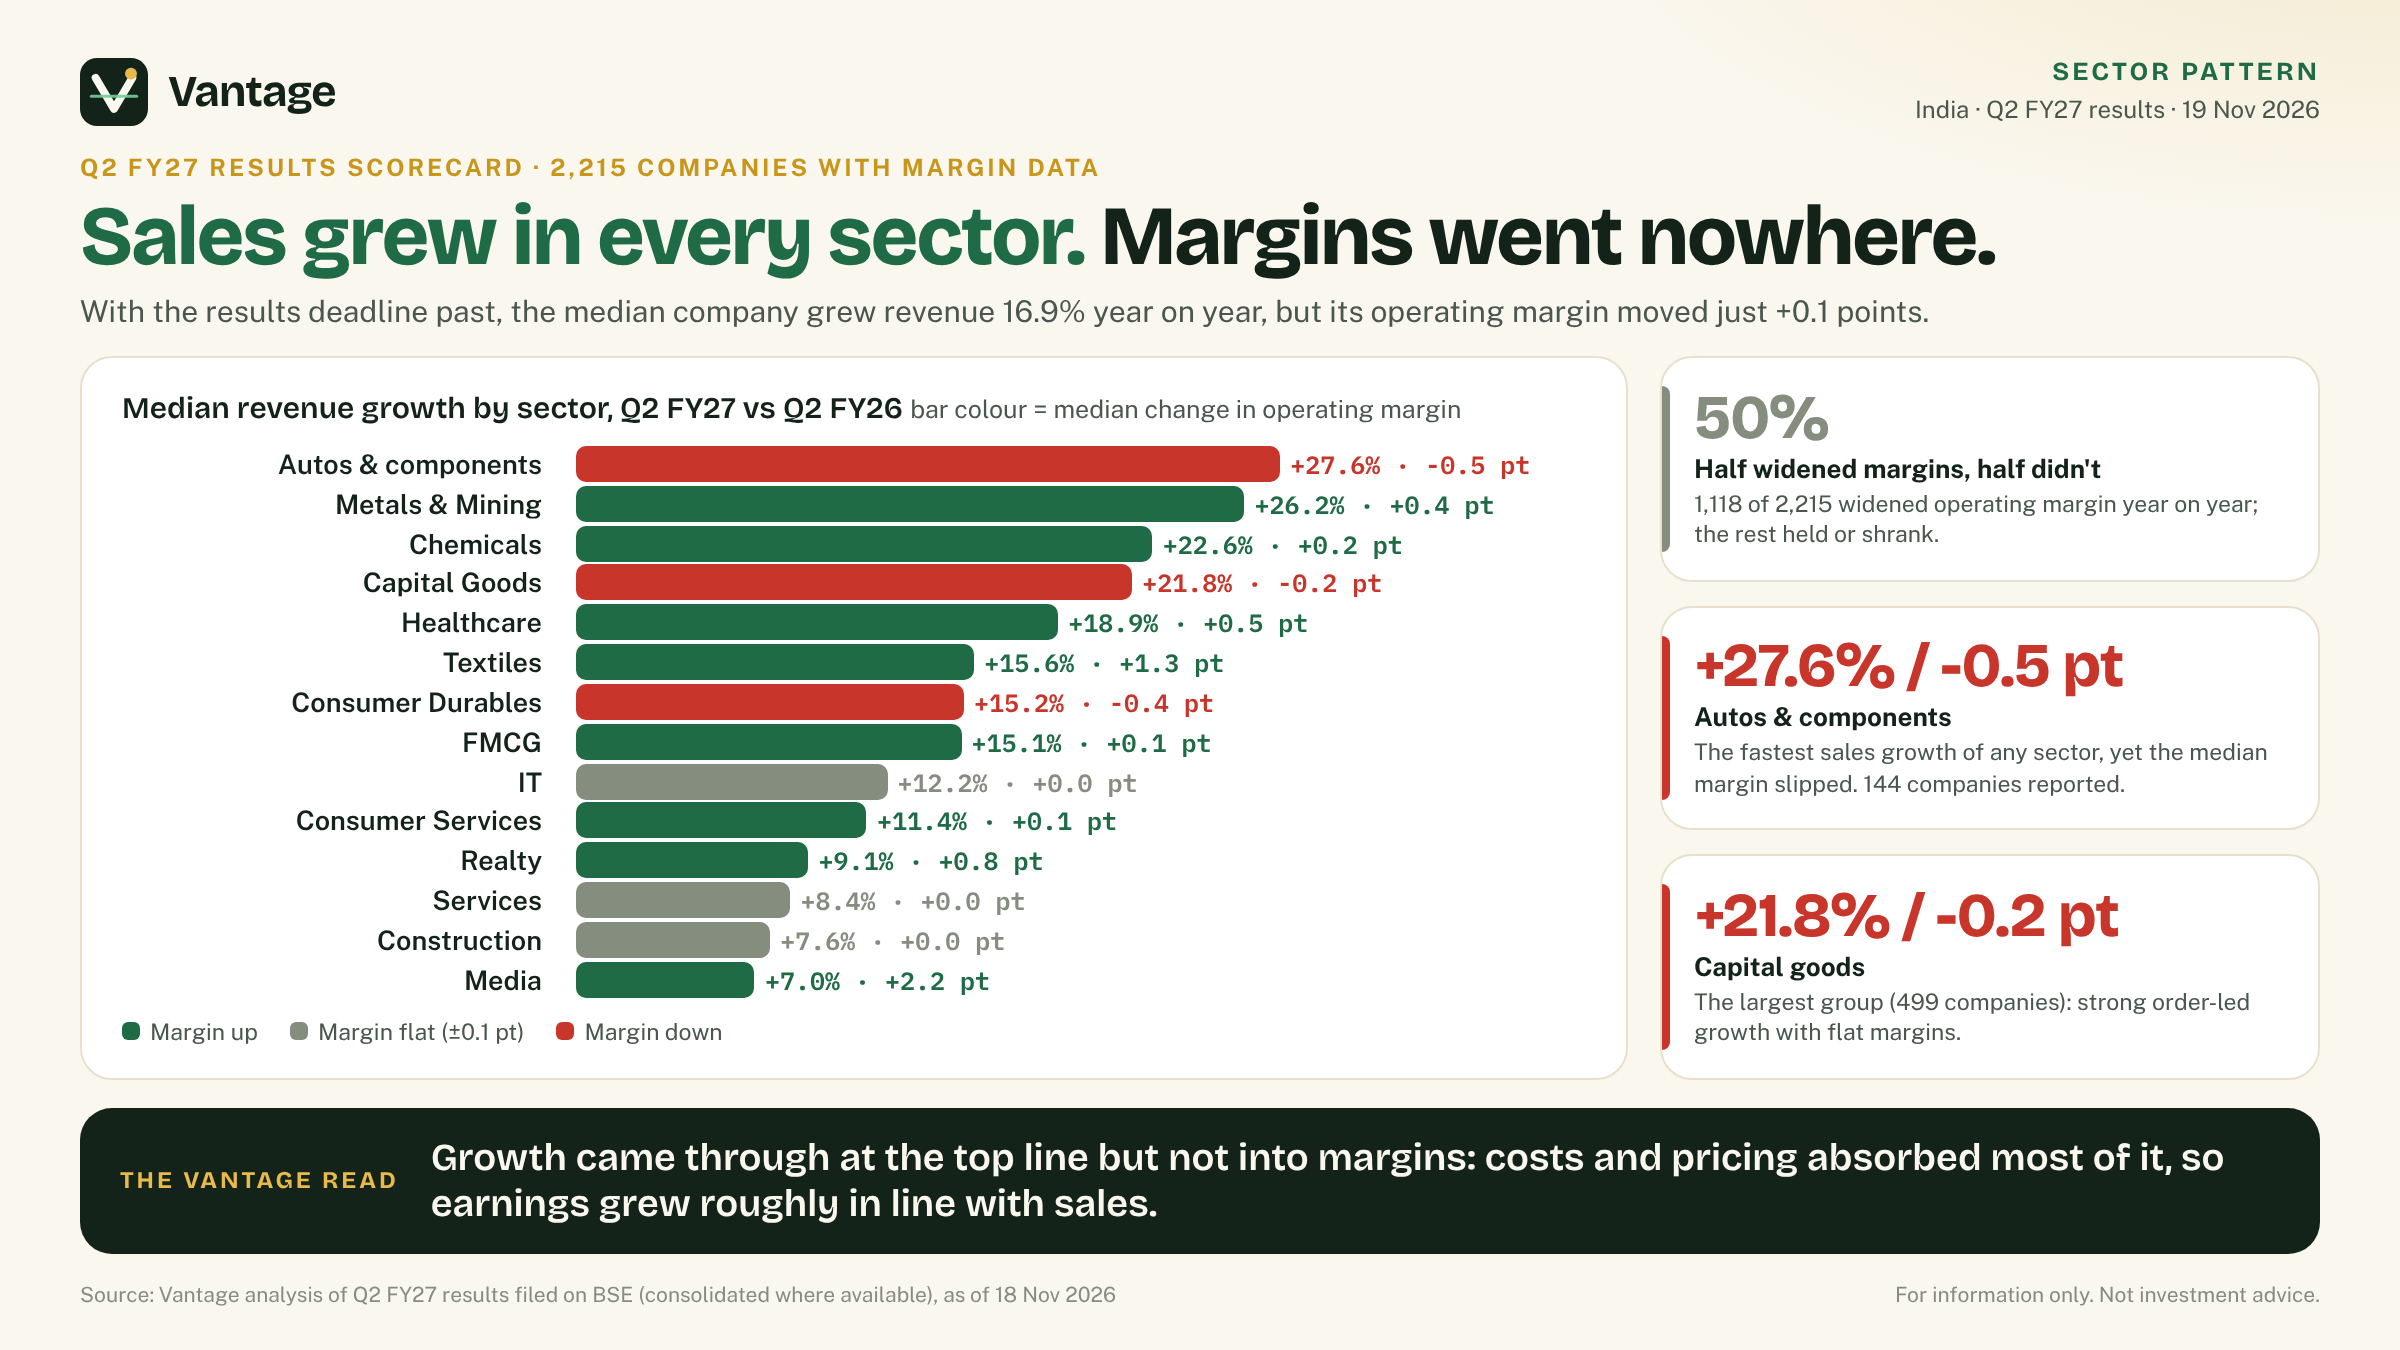 Vantage
SECTOR PATTERN
India · Q2 FY27 results · 19 Nov 2026
Q2 FY27 RESULTS SCORECARD · 2,215 COMPANIES WITH MARGIN DATA
Sales grew in every sector. Margins went nowhere.
With the results deadline past, the median company grew revenue 16.9% year on year, but its operating margin moved just +0.1 points.
Median revenue growth by sector, Q2 FY27 vs Q2 FY26 bar colour = median change in operating margin
Autos & components +27.6% · -0.5 pt
Metals & Mining +26.2% · +0.4 pt
Chemicals +22.6% · +0.2 pt
Capital Goods +21.8% · -0.2 pt
Healthcare +18.9% · +0.5 pt
Textiles +15.6% · +1.3 pt
Consumer Durables +15.2% · -0.4 pt
FMCG +15.1% · +0.1 pt
IT +12.2% · +0.0 pt
Consumer Services +11.4% · +0.1 pt
Realty +9.1% · +0.8 pt
Services +8.4% · +0.0 pt
Construction +7.6% · +0.0 pt
Media +7.0% · +2.2 pt
Margin up Margin flat (±0.1 pt) Margin down
50%
Half widened margins, half didn't
1,118 of 2,215 widened operating margin year on year;
the rest held or shrank.
+27.6% / -0.5 pt
Autos & components
The fastest sales growth of any sector, yet the median
margin slipped. 144 companies reported.
+21.8% / -0.2 pt
Capital goods
The largest group (499 companies): strong order-led
growth with flat margins.
THE VANTAGE READ
Growth came through at the top line but not into margins: costs and pricing absorbed most of it, so
earnings grew roughly in line with sales.
Source: Vantage analysis of Q2 FY27 results filed on BSE (consolidated where available), as of 18 Nov 2026
For information only. Not investment advice.